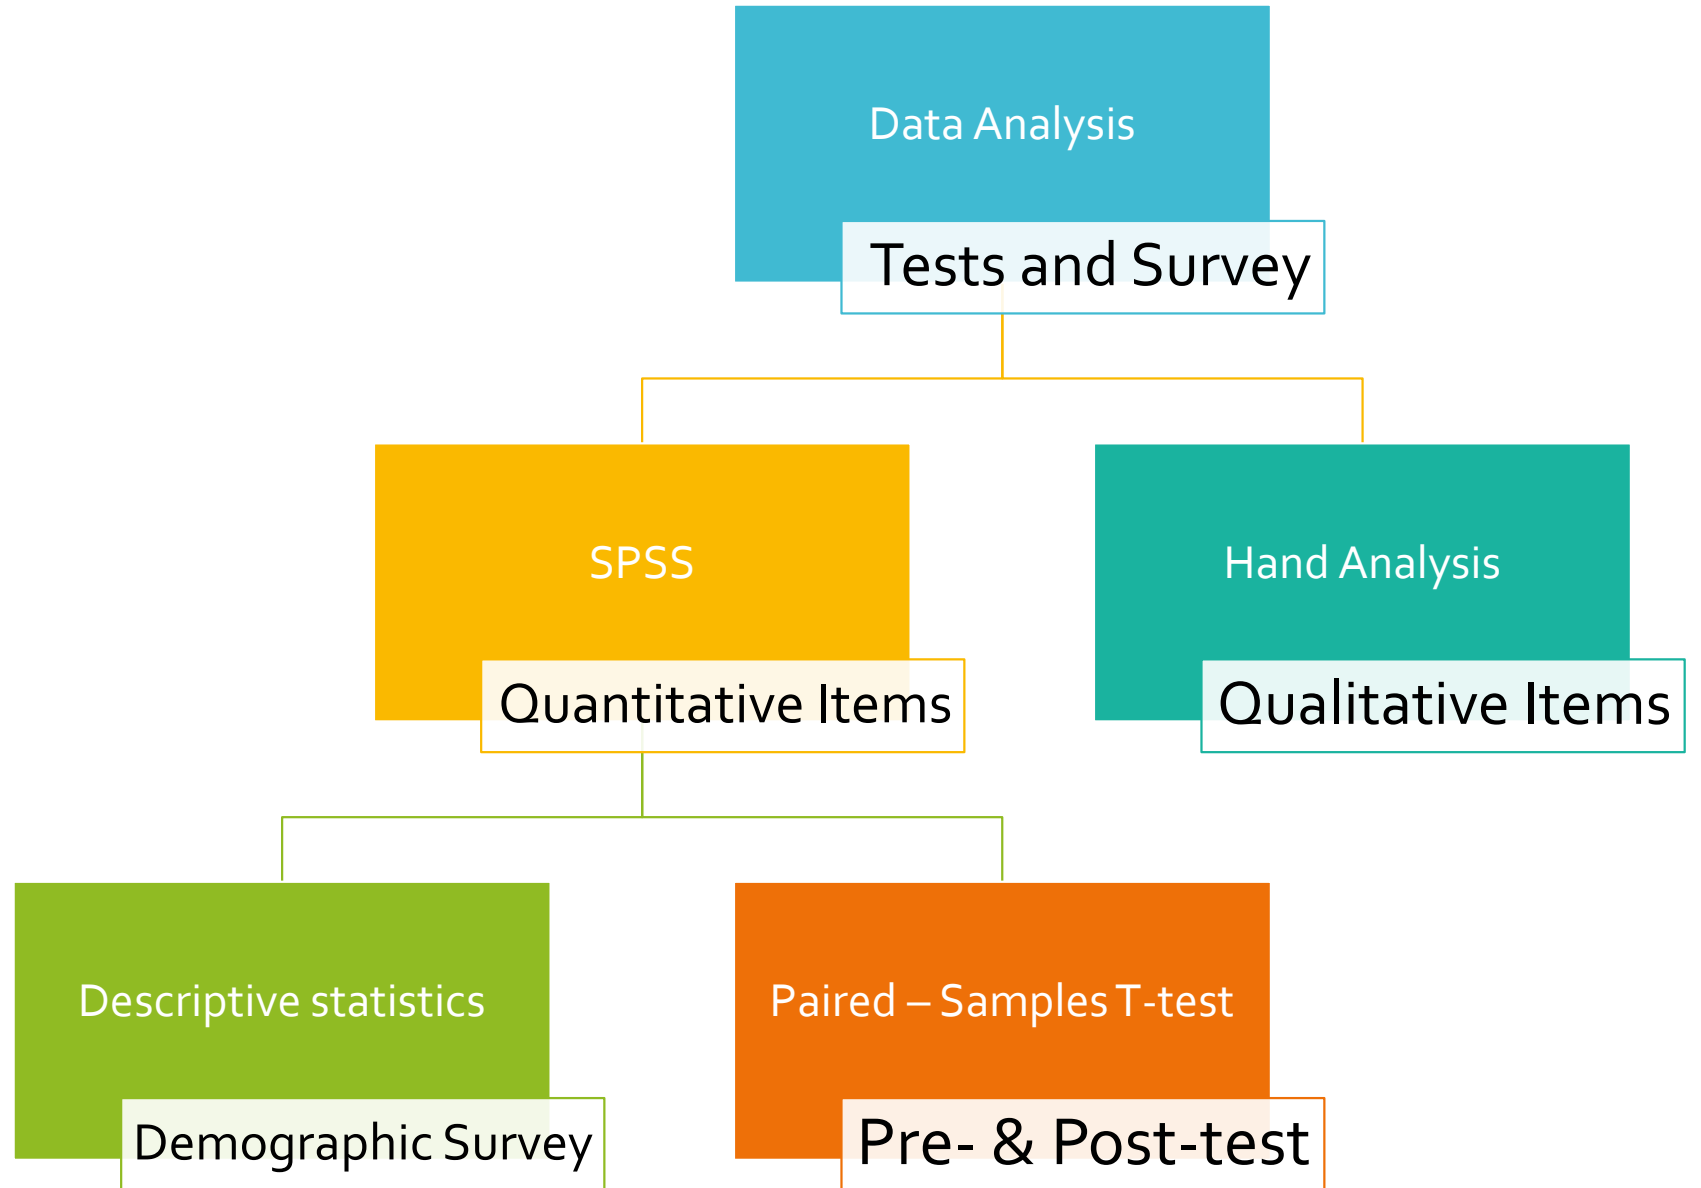 Data Analysis
Tests and Survey
SPSS
Quantitative Items
Hand Analysis
Qualitative Items
Descriptive statistics
Demographic Survey
Paired – Samples T-test
Pre- & Post-test